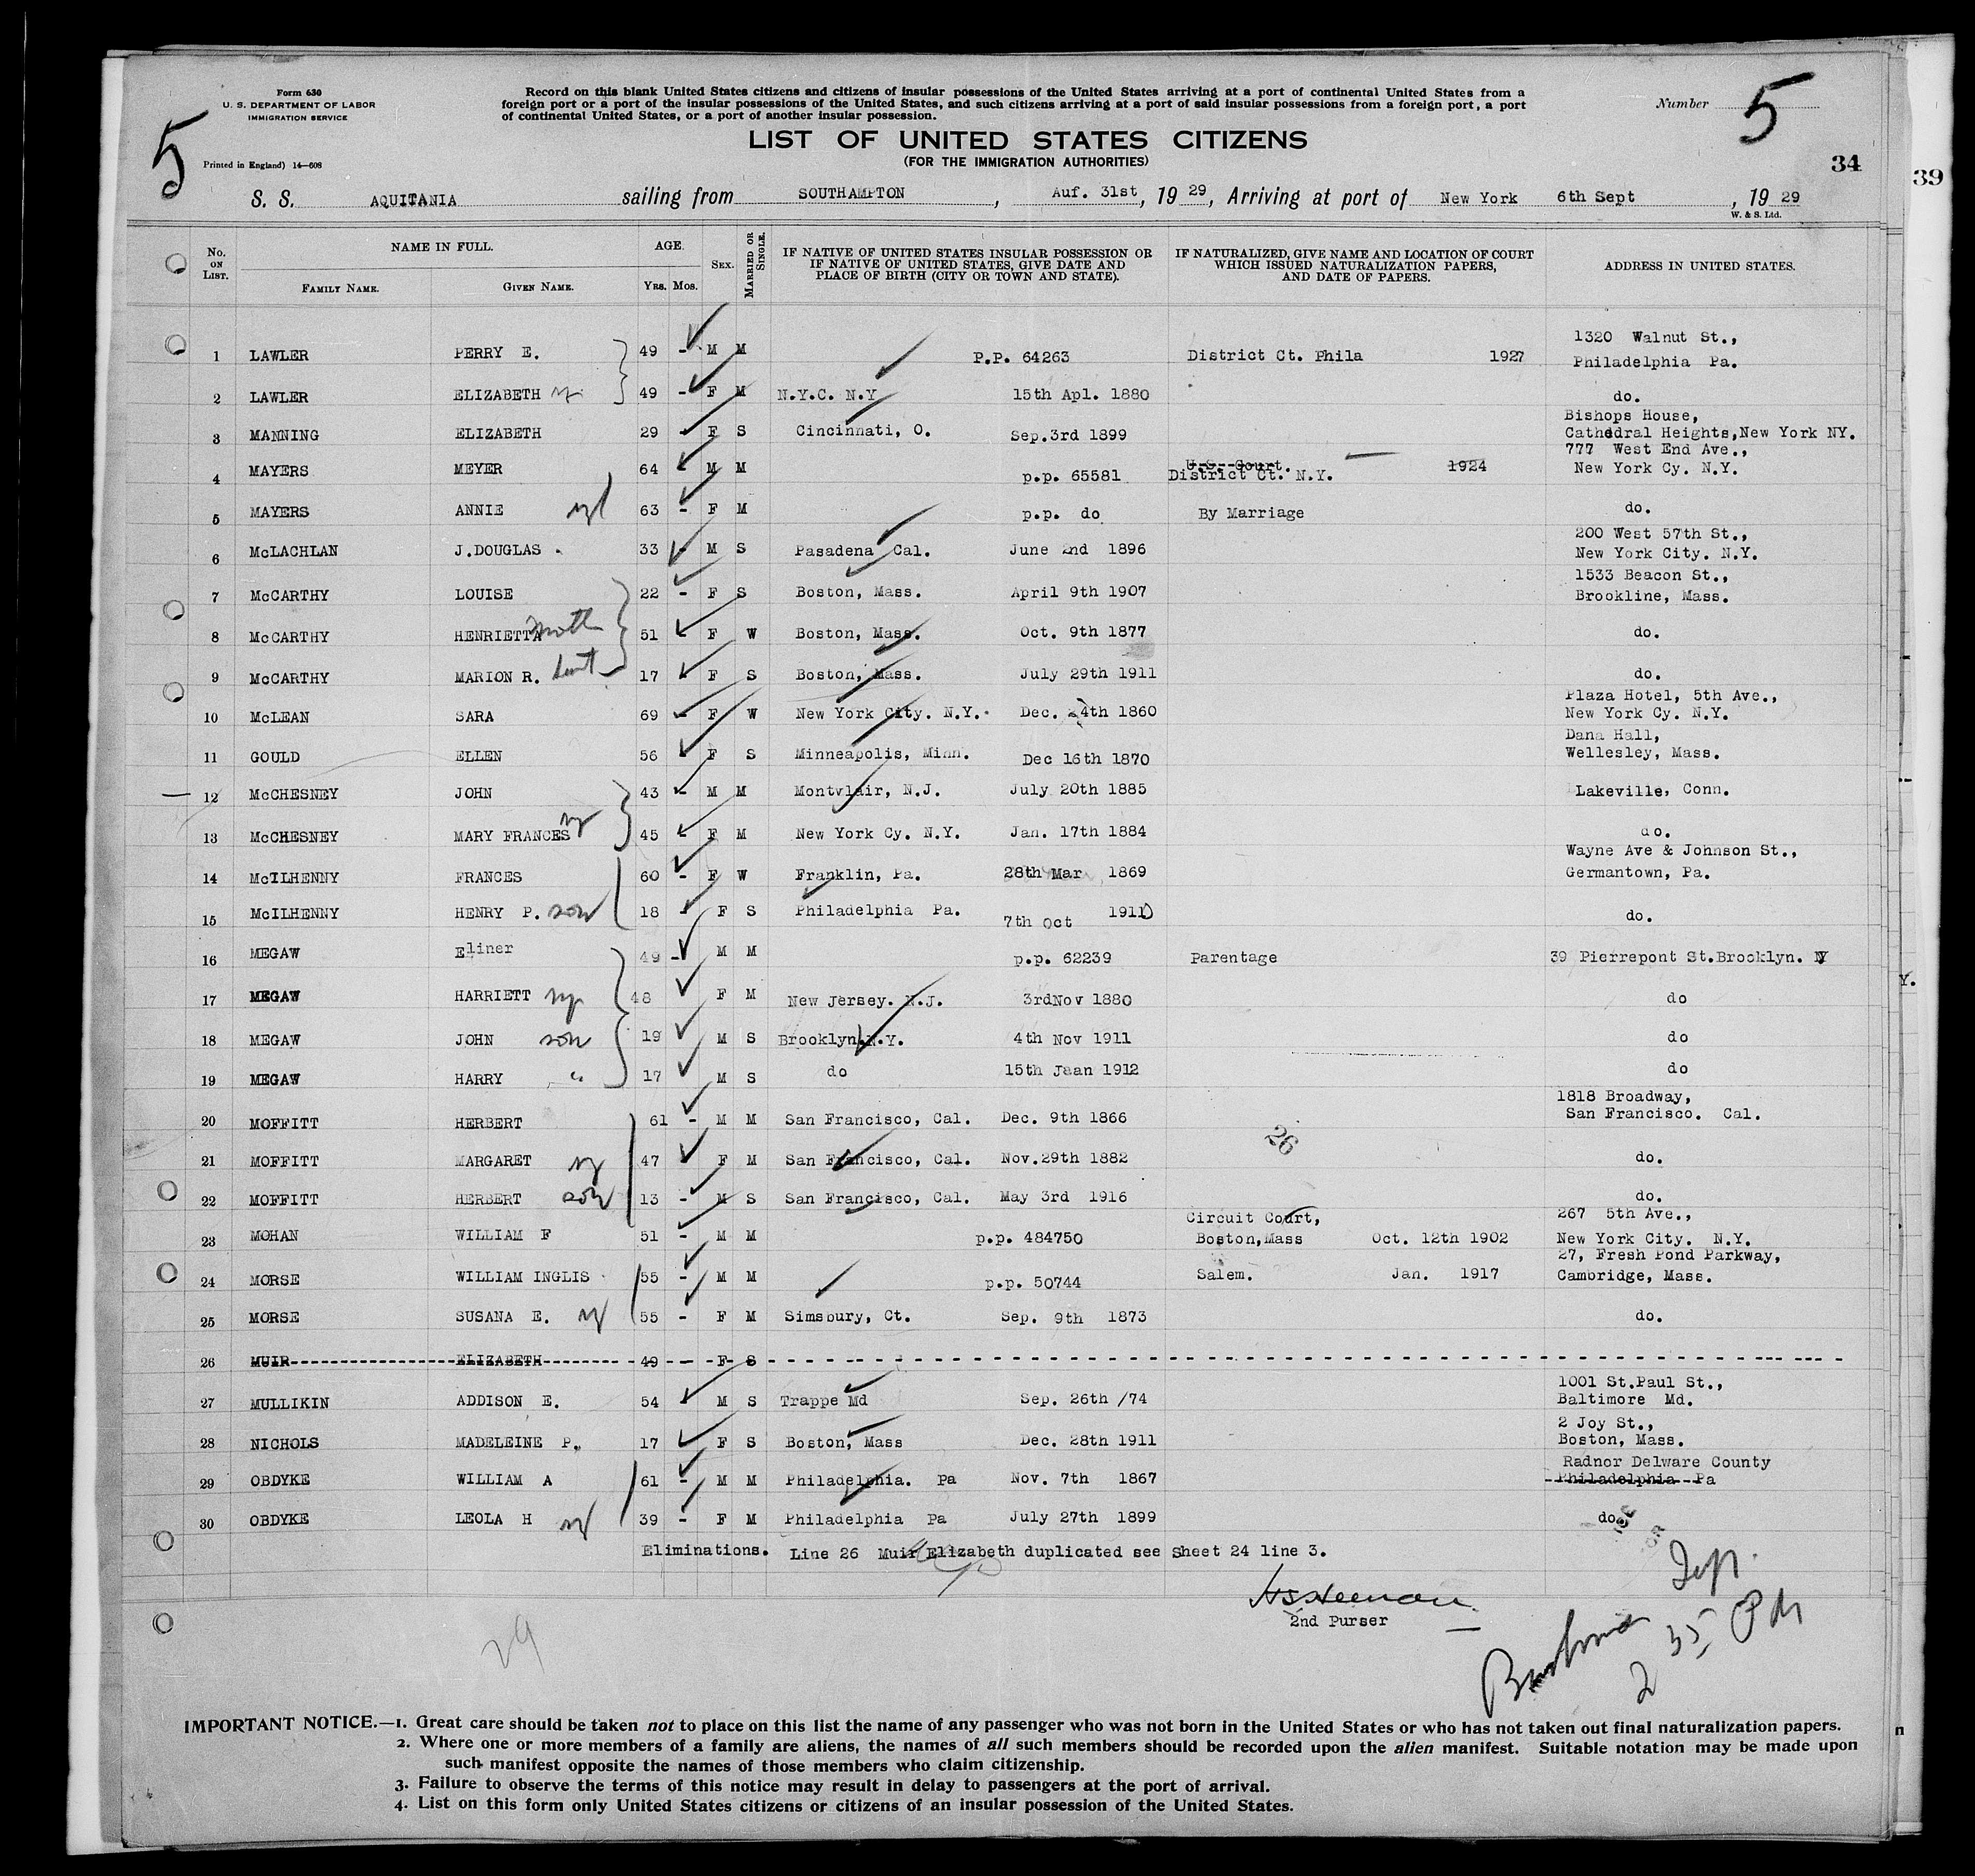 Form 630
U. S. DEPARTMENT OF LABOR
IMMIGRATION SERVICE
Printed in England) 14—608
Record on this blank United States citizens and citizens of insular possessions of the United States arriving at a port of continental United States from a
foreign port or a port of the insular possessions of the United States, and such citizens arriving at a port of said insular possessions from a foreign port, a port
of continental United States, or a port of another insular possession.
Number 5
5
LIST OF UNITED STATES CITIZENS
(FOR THE IMMIGRATION AUTHORITIES)
34
39
S. S. AQUITANIA sailing from SOUTHAMPTON, Auf. 31st, 19 29, Arriving at port of New York 6th Sept, 19 29
W. & S. Ltd.
No. ON LIST. NAME IN FULL. FAMILY NAME. GIVEN NAME. AGE. YRS. MOS. SEX. MARRIED OR SINGLE. IF NATIVE OF UNITED STATES INSULAR POSSESSION OR IF NATIVE OF UNITED STATES, GIVE DATE AND PLACE OF BIRTH (CITY OR TOWN AND STATE). IF NATURALIZED, GIVE NAME AND LOCATION OF COURT WHICH ISSUED NATURALIZATION PAPERS, AND DATE OF PAPERS. ADDRESS IN UNITED STATES.
1 LAWLER PERRY E. 49 - M M P.P. 64263 District Ct. Phila 1927 1320 Walnut St., Philadelphia Pa.
2 LAWLER ELIZABETH 49 - F M N.Y.C. N.Y 15th Apl. 1880 do.
3 MANNING ELIZABETH 29 - F S Cincinnati, O. Sep.3rd 1899 Bishops House, Cathedral Heights,New York NY.
4 MAYERS MEYER 64 M M p.p. 65581 U.S. Court. District Ct. N.Y. 1924 777 West End Ave., New York Cy. N.Y.
5 MAYERS ANNIE 63 - F M p.p. do By Marriage do.
6 McLACHLAN J.DOUGLAS . 33 - M S Pasadena Cal. June 2nd 1896 200 West 57th St., New York City. N.Y.
7 McCARTHY LOUISE 22 - F S Boston, Mass. April 9th 1907 1533 Beacon St., Brookline, Mass.
8 McCARTHY HENRIETTA 51 F W Boston, Mass. Oct. 9th 1877 do.
9 McCARTHY MARION R. 17 F S Boston, Mass. July 29th 1911 do.
10 McLEAN SARA 69 - F W New York City. N.Y. Dec. 24th 1860 Plaza Hotel, 5th Ave., New York Cy. N.Y.
11 GOULD ELLEN 56 F S Minneapolis, Minn. Dec 16th 1870 Dana Hall, Wellesley, Mass.
12 McCHESNEY JOHN 43 - M M Montvlair, N.J. July 20th 1885 Lakeville, Conn.
13 McCHESNEY MARY FRANCES 45 - F M New York Cy. N.Y. Jan. 17th 1884 do.
14 McILHENNY FRANCES 60 - F W Franklin, Pa. 28th Mar 1869 Wayne Ave & Johnson St., Germantown, Pa.
15 McILHENNY HENRY P. son 18 - F S Philadelphia Pa. 7th Oct 1910 do.
16 MEGAW Eliner 49 - M M p.p. 62239 Parentage 39 Pierrepont St.Brooklyn. NY
17 MEGAW HARRIETT 48 F M New Jersey. N.J. 3rdNov 1880 do
18 MEGAW JOHN son 19 M S Brooklyn N.Y. 4th Nov 1911 do
19 MEGAW HARRY " 17 M S do 15th Jaan 1912 do
20 MOFFITT HERBERT 61 - M M San Francisco, Cal. Dec. 9th 1866 1818 Broadway, San Francisco. Cal.
26
21 MOFFITT MARGARET 47 F M San Francisco, Cal. Nov.29th 1882 do.
22 MOFFITT HERBERT son 13 - M S San Francisco, Cal. May 3rd 1916 do.
23 MOHAN WILLIAM F 51 - M M p.p. 484750 Circuit Court, Boston,Mass Oct. 12th 1902 267 5th Ave., New York City. N.Y.
24 MORSE WILLIAM INGLIS 55 - M M p.p. 50744 Salem. Jan. 1917 27, Fresh Pond Parkway, Cambridge, Mass.
25 MORSE SUSANA E. 55 - F M Simsbury, Ct. Sep. 9th 1873 do.
26 MUIR ELIZABETH 49 - F S
27 MULLIKIN ADDISON E. 54 M S Trappe Md Sep. 26th /74 1001 St.Paul St., Baltimore Md.
28 NICHOLS MADELEINE P. 17 F S Boston, Mass Dec. 28th 1911 2 Joy St., Boston, Mass.
29 OBDYKE WILLIAM A 61 - M M Philadelphia. Pa Nov. 7th 1867 Radnor Delware County Philadelphia Pa
30 OBDYKE LEOLA H 39 - F M Philadelphia Pa July 27th 1899 do
Eliminations. Line 26 Muir Elizabeth duplicated see Sheet 24 line 3.
2nd Purser
29
2 35 PM
IMPORTANT NOTICE.—1. Great care should be taken not to place on this list the name of any passenger who was not born in the United States or who has not taken out final naturalization papers.
2. Where one or more members of a family are aliens, the names of all such members should be recorded upon the alien manifest. Suitable notation may be made upon
such manifest opposite the names of those members who claim citizenship.
3. Failure to observe the terms of this notice may result in delay to passengers at the port of arrival.
4. List on this form only United States citizens or citizens of an insular possession of the United States.